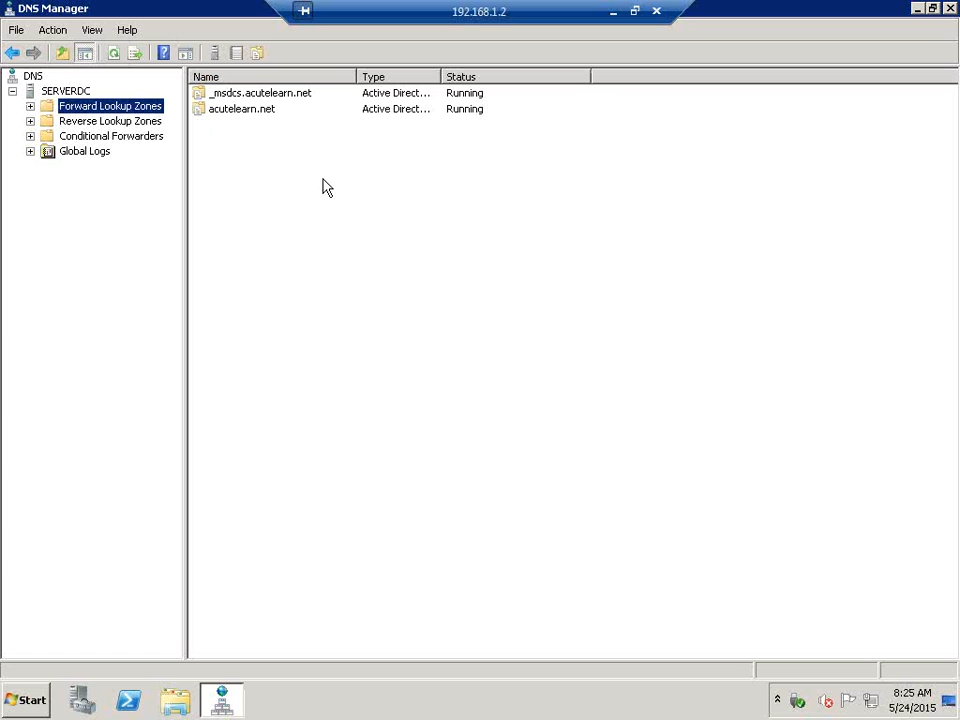 DNS Manager
192.168.1.2
File Action View Help
DNS
SERVERDC
Forward Lookup Zones
Reverse Lookup Zones
Conditional Forwarders
Global Logs
Name Type Status
_msdcs.acutelearn.net Active Direct... Running
acutelearn.net Active Direct... Running
Start
8:25 AM
5/24/2015